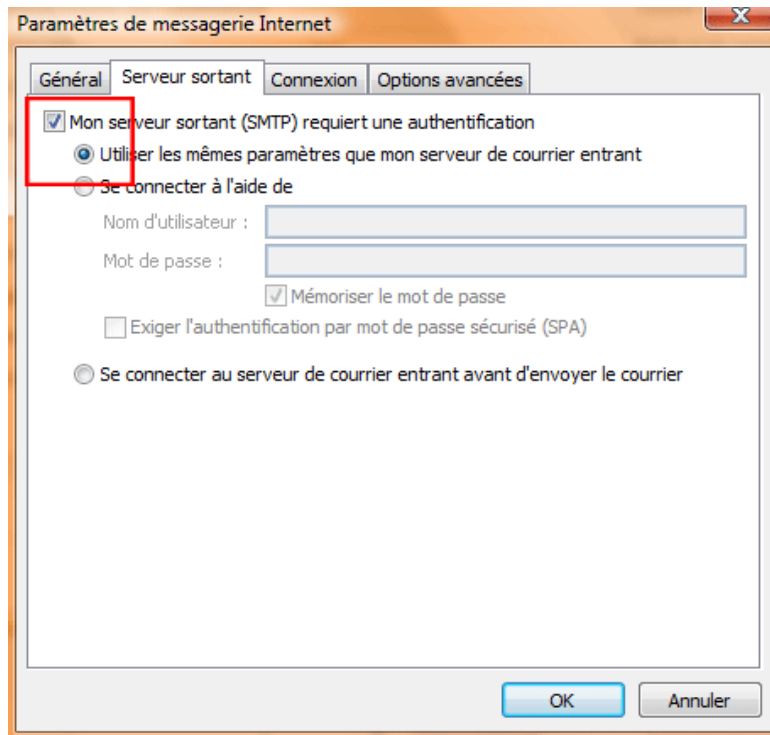 Paramètres de messagerie Internet
Général Serveur sortant Connexion Options avancées
Mon serveur sortant (SMTP) requiert une authentification
Utiliser les mêmes paramètres que mon serveur de courrier entrant
Se connecter à l'aide de
Nom d'utilisateur :
Mot de passe :
Mémoriser le mot de passe
Exiger l'authentification par mot de passe sécurisé (SPA)
Se connecter au serveur de courrier entrant avant d'envoyer le courrier
OK Annuler